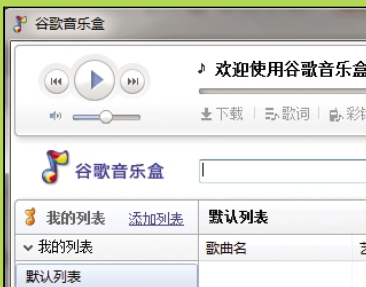 谷歌音乐盒
♪ 欢迎使用谷歌音乐盒
下载 歌词 彩铃
谷歌音乐盒
我的列表 添加列表 默认列表
我的列表 歌曲名
默认列表